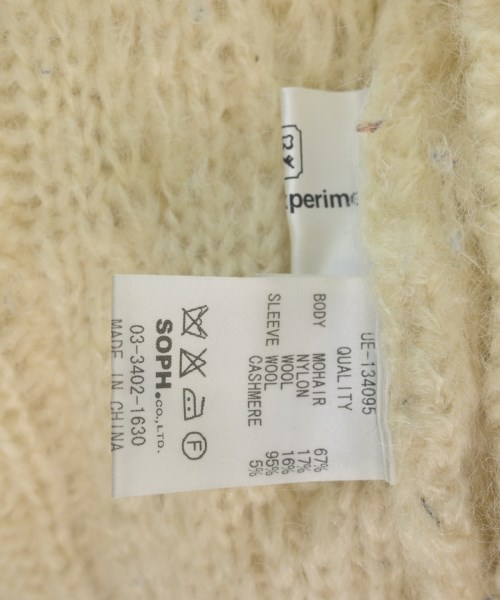 perim
UE-134095
QUALITY
BODY MOHAIR 67%
NYLON 17%
WOOL 16%
SLEEVE WOOL 95%
CASHMERE 5%
F
SOPH.CO.,LTD.
03-3402-1630
MADE IN CHINA